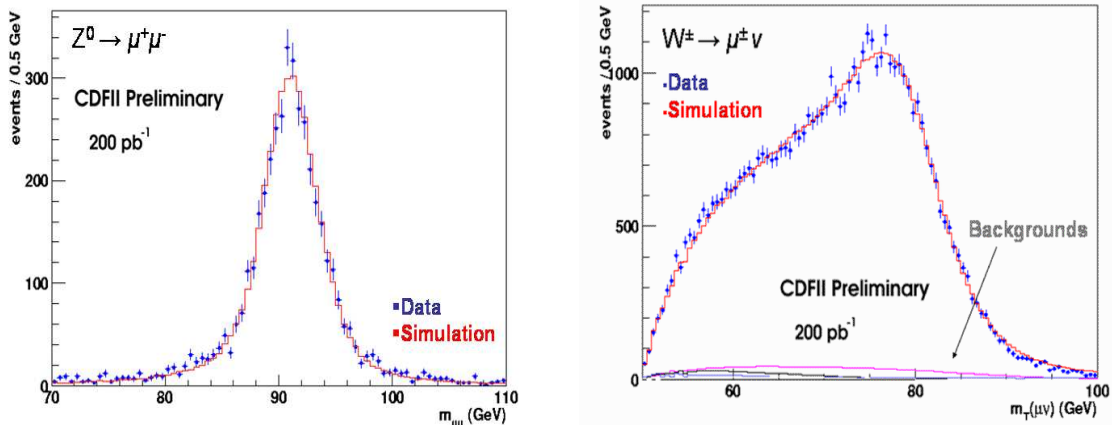 Z⁰ → μ⁺μ⁻
events / 0.5 GeV
CDFII Preliminary
200 pb⁻¹
Data
Simulation
300
200
100
0
70 80 90 100 110
m_μμ (GeV)
W± → μ±ν
events / 0.5 GeV
Data
Simulation
1000
500
0
Backgrounds
CDFII Preliminary
200 pb⁻¹
60 80 100
m_T(μν) (GeV)